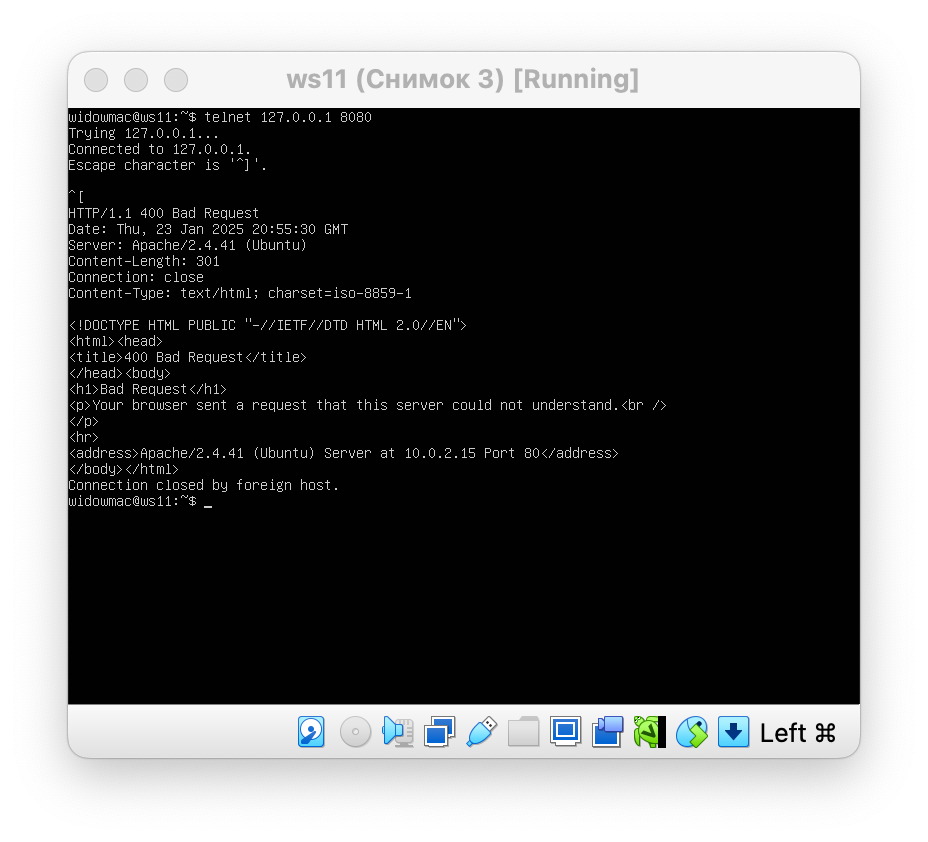 ws11 (Снимок 3) [Running]
widowmac@ws11:~$ telnet 127.0.0.1 8080
Trying 127.0.0.1...
Connected to 127.0.0.1.
Escape character is '^]'.
^[
HTTP/1.1 400 Bad Request
Date: Thu, 23 Jan 2025 20:55:30 GMT
Server: Apache/2.4.41 (Ubuntu)
Content-Length: 301
Connection: close
Content-Type: text/html; charset=iso-8859-1
<!DOCTYPE HTML PUBLIC "-//IETF//DTD HTML 2.0//EN">
<html><head>
<title>400 Bad Request</title>
</head><body>
<h1>Bad Request</h1>
<p>Your browser sent a request that this server could not understand.<br />
</p>
<hr>
<address>Apache/2.4.41 (Ubuntu) Server at 10.0.2.15 Port 80</address>
</body></html>
Connection closed by foreign host.
widowmac@ws11:~$ _
Left ⌘